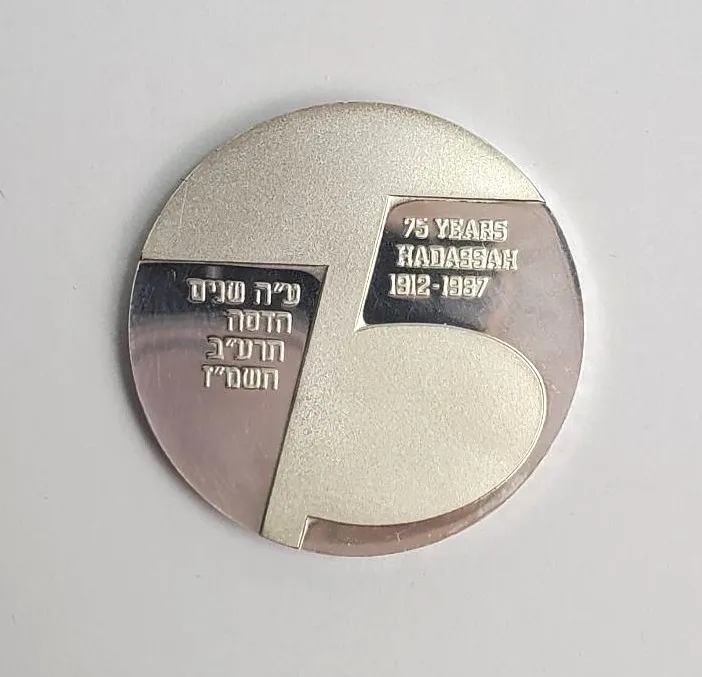 75 YEARS
HADASSAH
1912-1987
ע״ה שנים
הדסה
תרע״ב
תשמ״ז